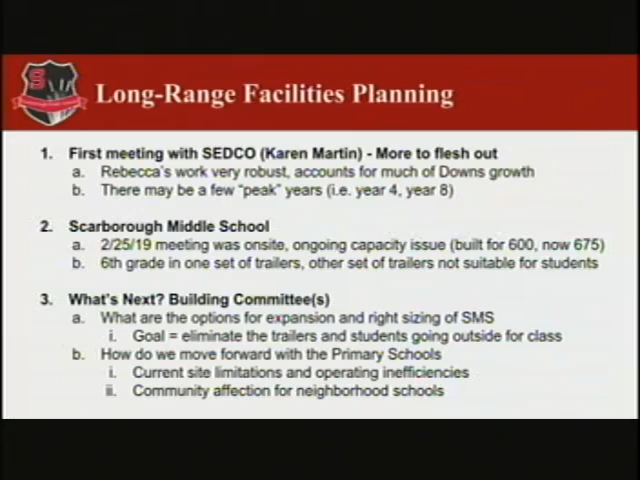 S
Long-Range Facilities Planning
1. First meeting with SEDCO (Karen Martin) - More to flesh out
a. Rebecca's work very robust, accounts for much of Downs growth
b. There may be a few "peak" years (i.e. year 4, year 8)
2. Scarborough Middle School
a. 2/25/19 meeting was onsite, ongoing capacity issue (built for 600, now 675)
b. 6th grade in one set of trailers, other set of trailers not suitable for students
3. What's Next? Building Committee(s)
a. What are the options for expansion and right sizing of SMS
i. Goal = eliminate the trailers and students going outside for class
b. How do we move forward with the Primary Schools
i. Current site limitations and operating inefficiencies
ii. Community affection for neighborhood schools